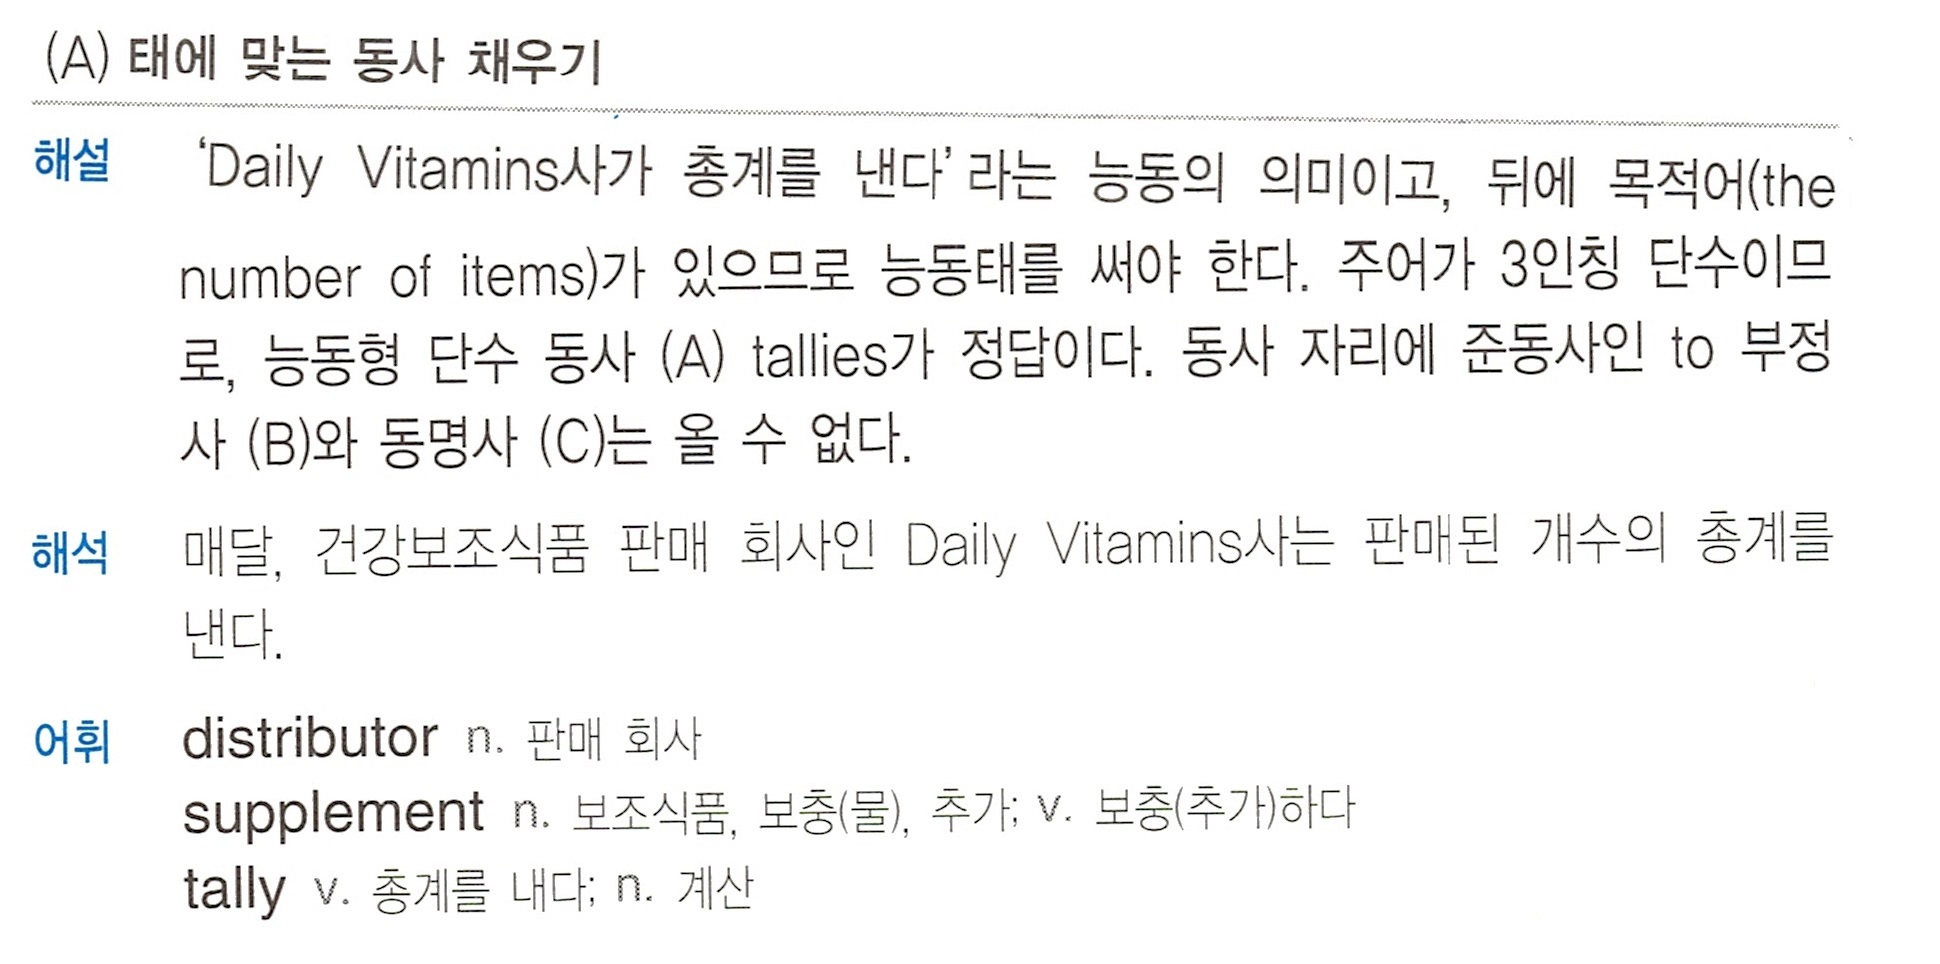 (A) 태에 맞는 동사 채우기
해설 ‘Daily Vitamins사가 총계를 낸다’라는 능동의 의미이고, 뒤에 목적어(the
number of items)가 있으므로 능동태를 써야 한다. 주어가 3인칭 단수이므
로, 능동형 단수 동사 (A) tallies가 정답이다. 동사 자리에 준동사인 to 부정
사 (B)와 동명사 (C)는 올 수 없다.
해석 매달, 건강보조식품 판매 회사인 Daily Vitamins사는 판매된 개수의 총계를
낸다.
어휘 distributor n. 판매 회사
supplement n. 보조식품, 보충(물), 추가; v. 보충(추가)하다
tally v. 총계를 내다; n. 계산